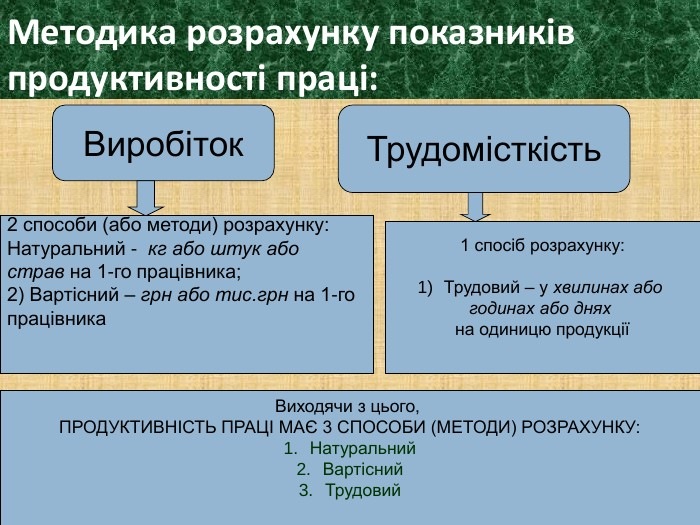 Методика розрахунку показників
продуктивності праці:
Виробіток
Трудомісткість
2 способи (або методи) розрахунку:
Натуральний - кг або штук або
страв на 1-го працівника;
2) Вартісний – грн або тис.грн на 1-го
працівника
1 спосіб розрахунку:
1) Трудовий – у хвилинах або
годинах або днях
на одиницю продукції
Виходячи з цього,
ПРОДУКТИВНІСТЬ ПРАЦІ МАЄ 3 СПОСОБИ (МЕТОДИ) РОЗРАХУНКУ:
1. Натуральний
2. Вартісний
3. Трудовий